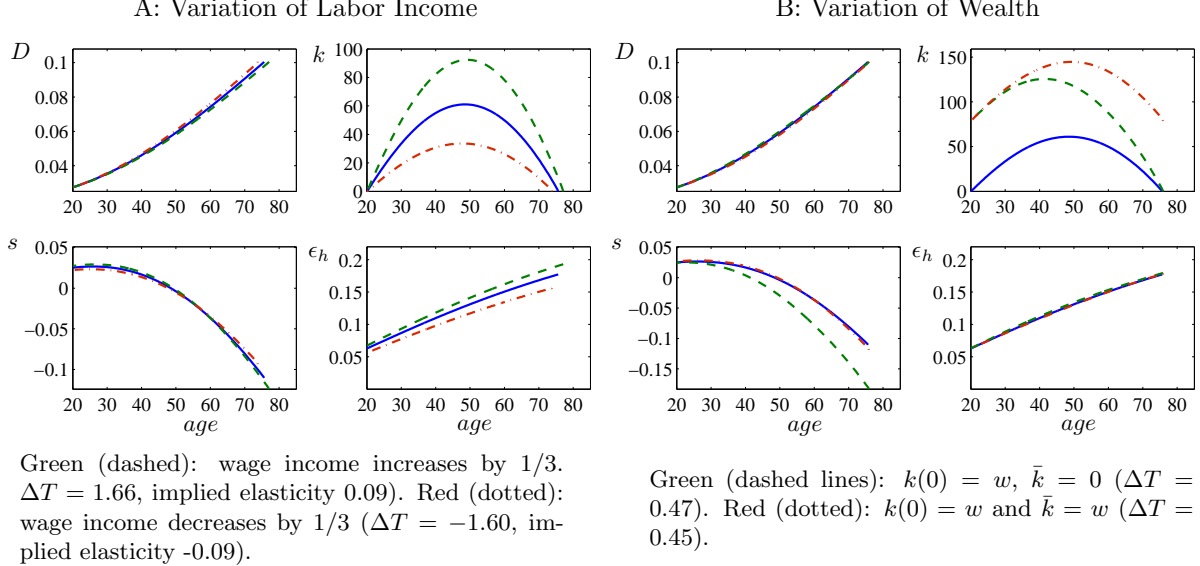 A: Variation of Labor Income
B: Variation of Wealth
D
0.1
0.08
0.06
0.04
20 30 40 50 60 70 80
k
100
80
60
40
20
0
20 30 40 50 60 70 80
s
0.05
0
−0.05
−0.1
20 30 40 50 60 70 80
age
ϵh
0.2
0.15
0.1
0.05
20 30 40 50 60 70 80
age
D
0.1
0.08
0.06
0.04
20 30 40 50 60 70 80
k
150
100
50
0
20 30 40 50 60 70 80
s
0.05
0
−0.05
−0.1
−0.15
20 30 40 50 60 70 80
age
ϵh
0.2
0.15
0.1
0.05
20 30 40 50 60 70 80
age
Green (dashed): wage income increases by 1/3.
ΔT = 1.66, implied elasticity 0.09). Red (dotted):
wage income decreases by 1/3 (ΔT = −1.60, im-
plied elasticity -0.09).
Green (dashed lines): k(0) = w, k̄ = 0 (ΔT =
0.47). Red (dotted): k(0) = w and k̄ = w (ΔT =
0.45).